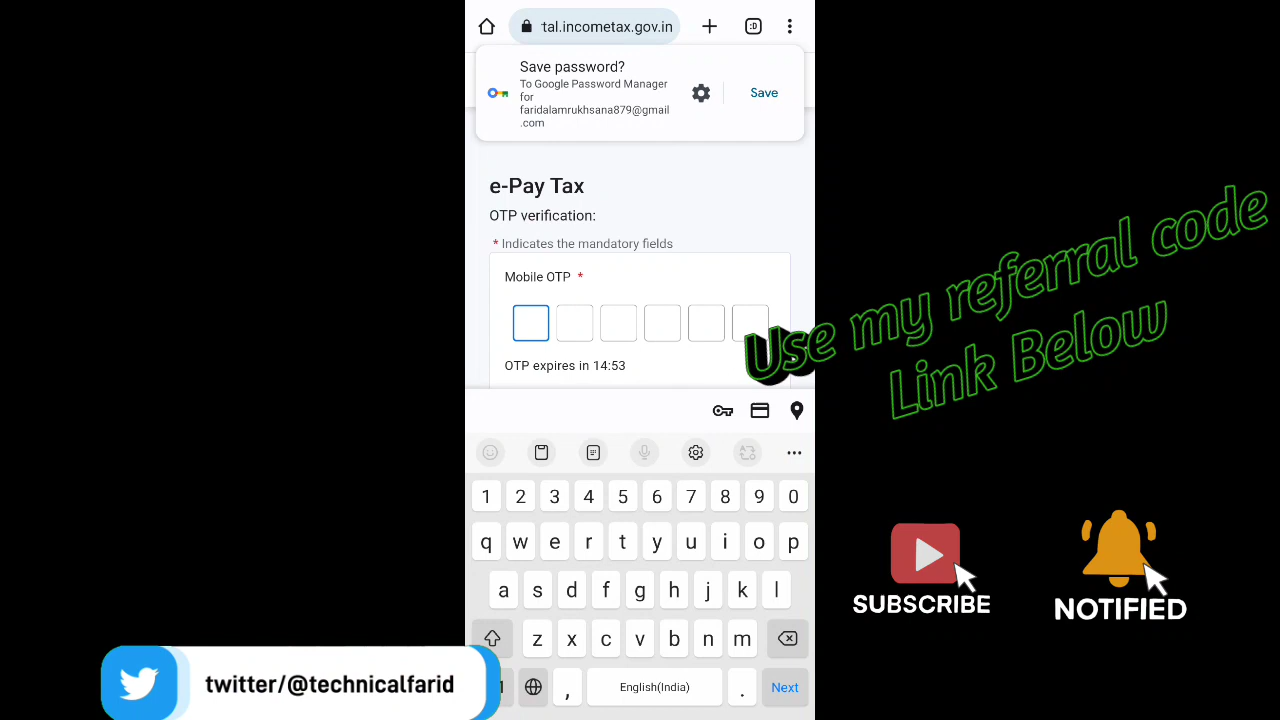 tal.incometax.gov.in
:D
Save password?
To Google Password Manager
for
faridalamrukhsana879@gmail
.com
Save
e-Pay Tax
OTP verification:
* Indicates the mandatory fields
Mobile OTP *
OTP expires in 14:53
Use my referral code
Link Below
1 2 3 4 5 6 7 8 9 0
q w e r t y u i o p
a s d f g h j k l
z x c v b n m
, English(India) . Next
SUBSCRIBE
NOTIFIED
twitter/@technicalfarid